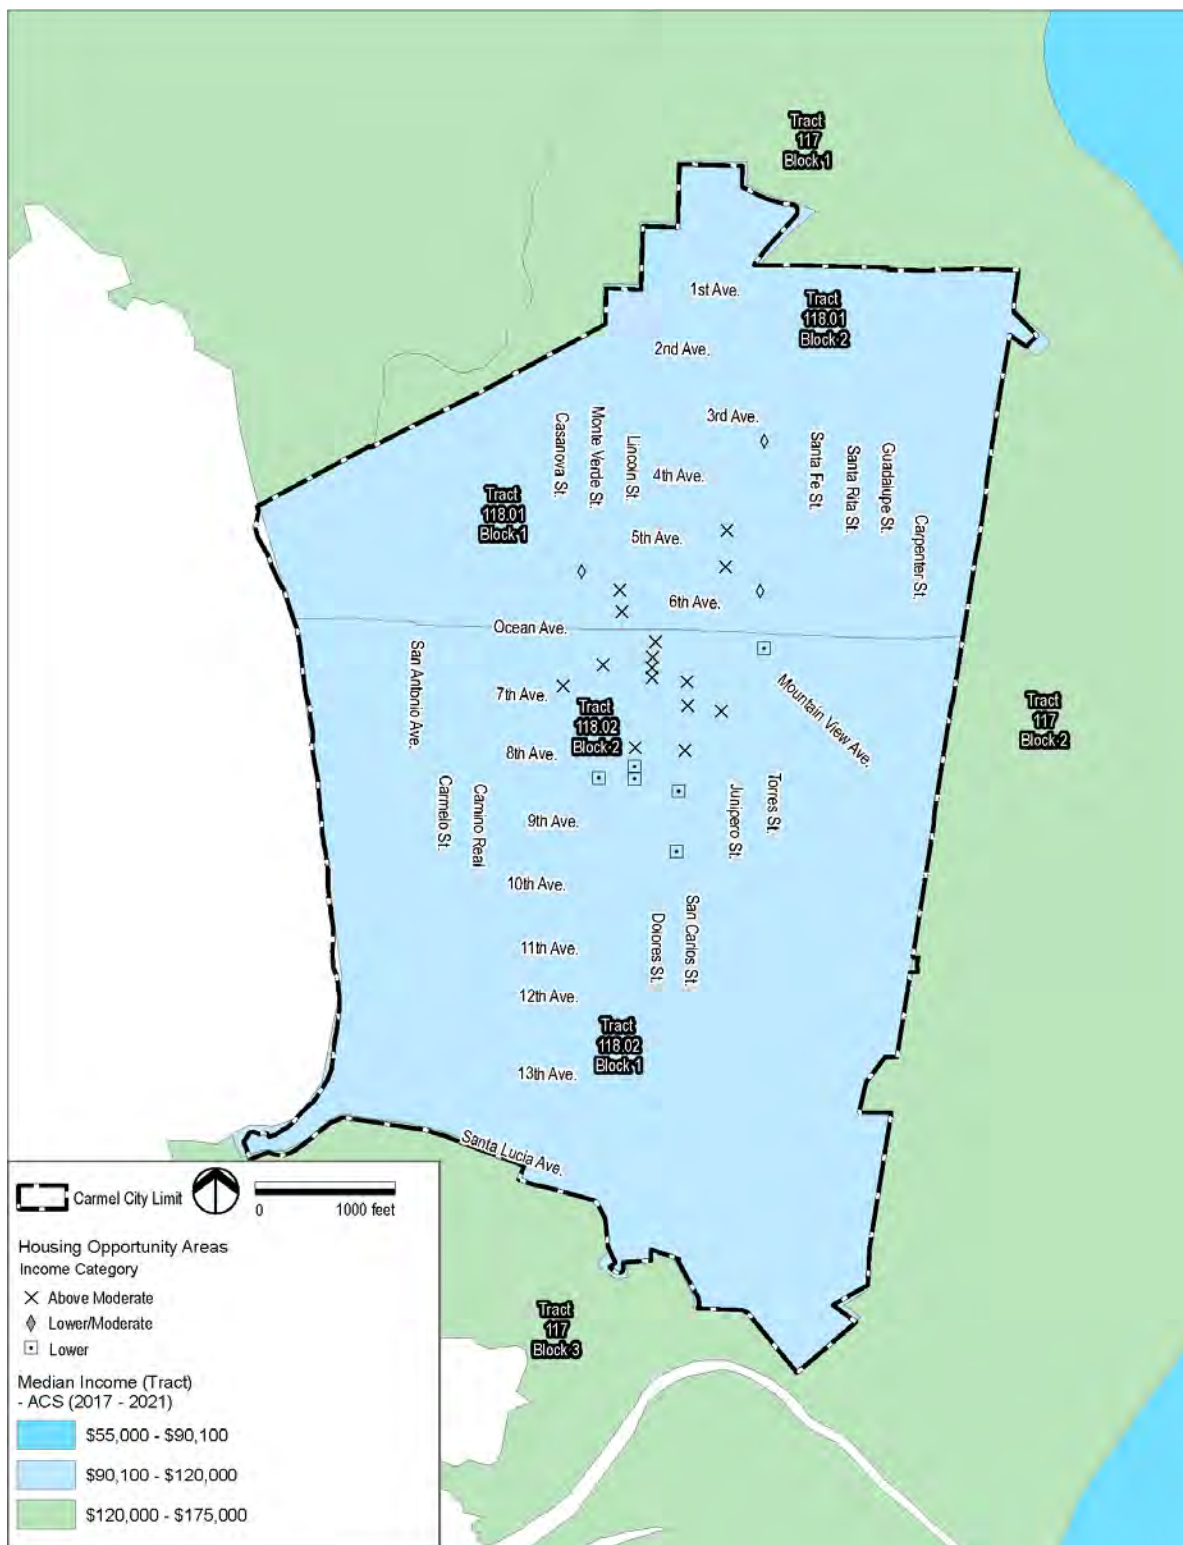 Tract
117
Block 1
1st Ave.
Tract
118.01
Block 2
2nd Ave.
3rd Ave.
Casanova St.
Monte Verde St.
Lincoln St.
4th Ave.
Santa Fe St.
Santa Rita St.
Guadalupe St.
Carpenter St.
Tract
118.01
Block 1
5th Ave.
6th Ave.
Ocean Ave.
San Antonio Ave.
7th Ave.
Mountain View Ave.
Tract
118.02
Block 2
Tract
117
Block 2
8th Ave.
Carmelo St.
Camino Real
9th Ave.
Junipero St.
Torres St.
10th Ave.
Dolores St.
San Carlos St.
11th Ave.
12th Ave.
Tract
118.02
Block 1
13th Ave.
Santa Lucia Ave.
Tract
117
Block 3
Carmel City Limit
0 1000 feet
Housing Opportunity Areas
Income Category
Above Moderate
Lower/Moderate
Lower
Median Income (Tract)
- ACS (2017 - 2021)
$55,000 - $90,100
$90,100 - $120,000
$120,000 - $175,000